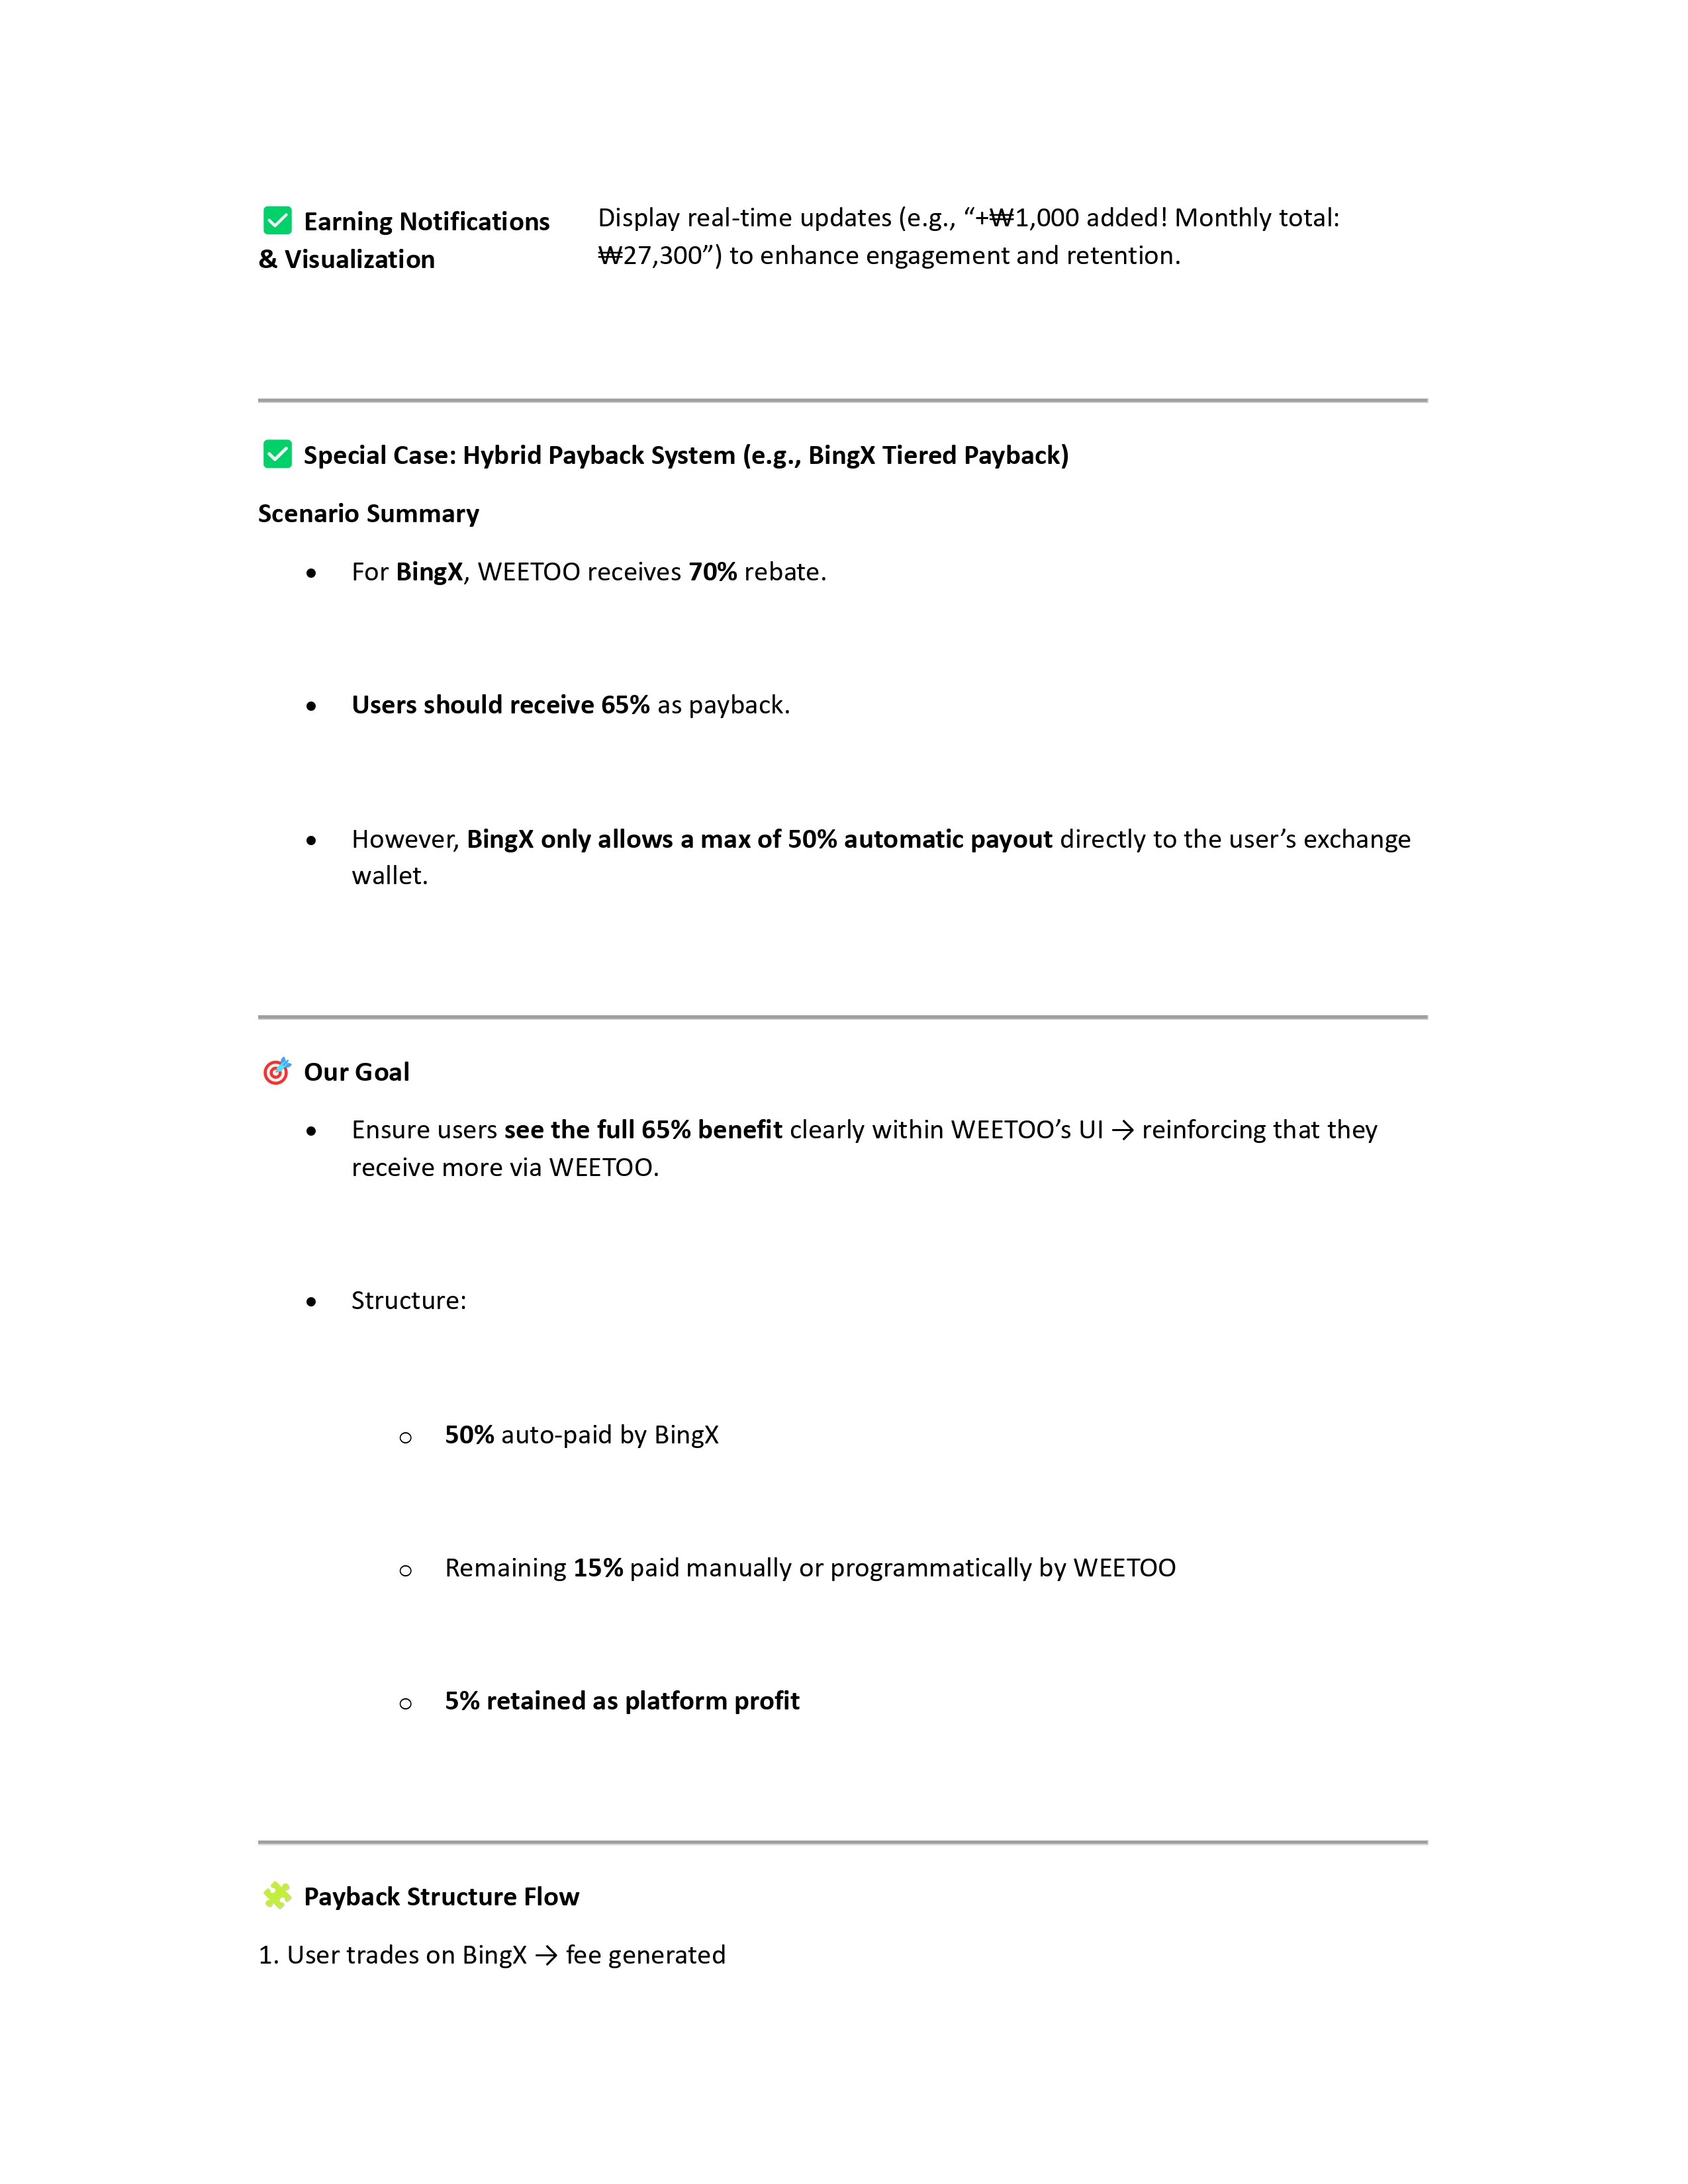 ✅ Earning Notifications
& Visualization
Display real-time updates (e.g., “+₩1,000 added! Monthly total:
₩27,300”) to enhance engagement and retention.
✅ Special Case: Hybrid Payback System (e.g., BingX Tiered Payback)
Scenario Summary
• For BingX, WEETOO receives 70% rebate.
• Users should receive 65% as payback.
• However, BingX only allows a max of 50% automatic payout directly to the user’s exchange
wallet.
🎯 Our Goal
• Ensure users see the full 65% benefit clearly within WEETOO’s UI → reinforcing that they
receive more via WEETOO.
• Structure:
○ 50% auto-paid by BingX
○ Remaining 15% paid manually or programmatically by WEETOO
○ 5% retained as platform profit
🧩 Payback Structure Flow
1. User trades on BingX → fee generated